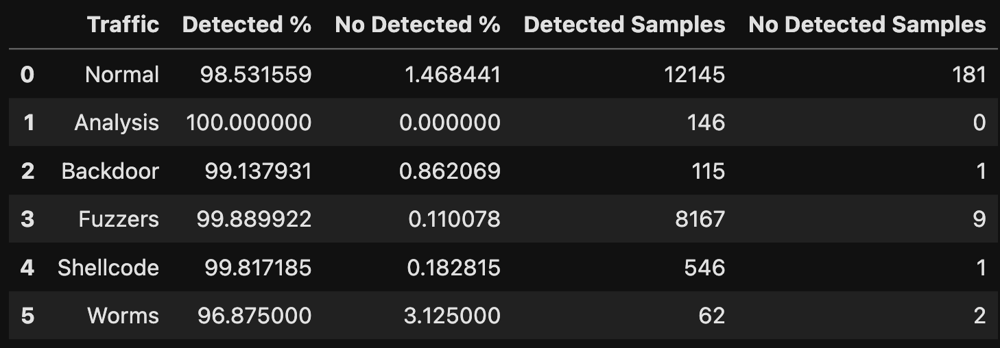 Traffic Detected % No Detected % Detected Samples No Detected Samples
0 Normal 98.531559 1.468441 12145 181
1 Analysis 100.000000 0.000000 146 0
2 Backdoor 99.137931 0.862069 115 1
3 Fuzzers 99.889922 0.110078 8167 9
4 Shellcode 99.817185 0.182815 546 1
5 Worms 96.875000 3.125000 62 2